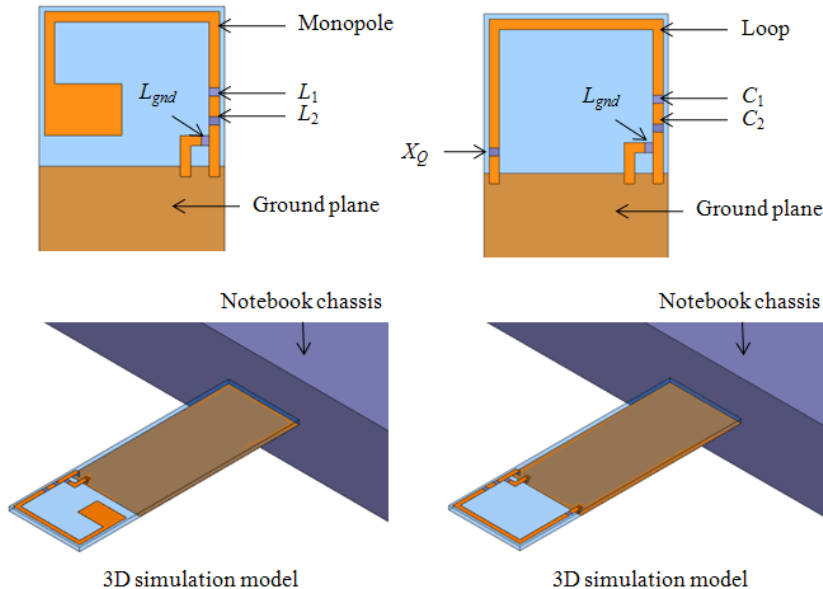 Monopole
L1
Lgnd
L2
Ground plane
Loop
C1
Lgnd
C2
XQ
Ground plane
Notebook chassis
3D simulation model
Notebook chassis
3D simulation model